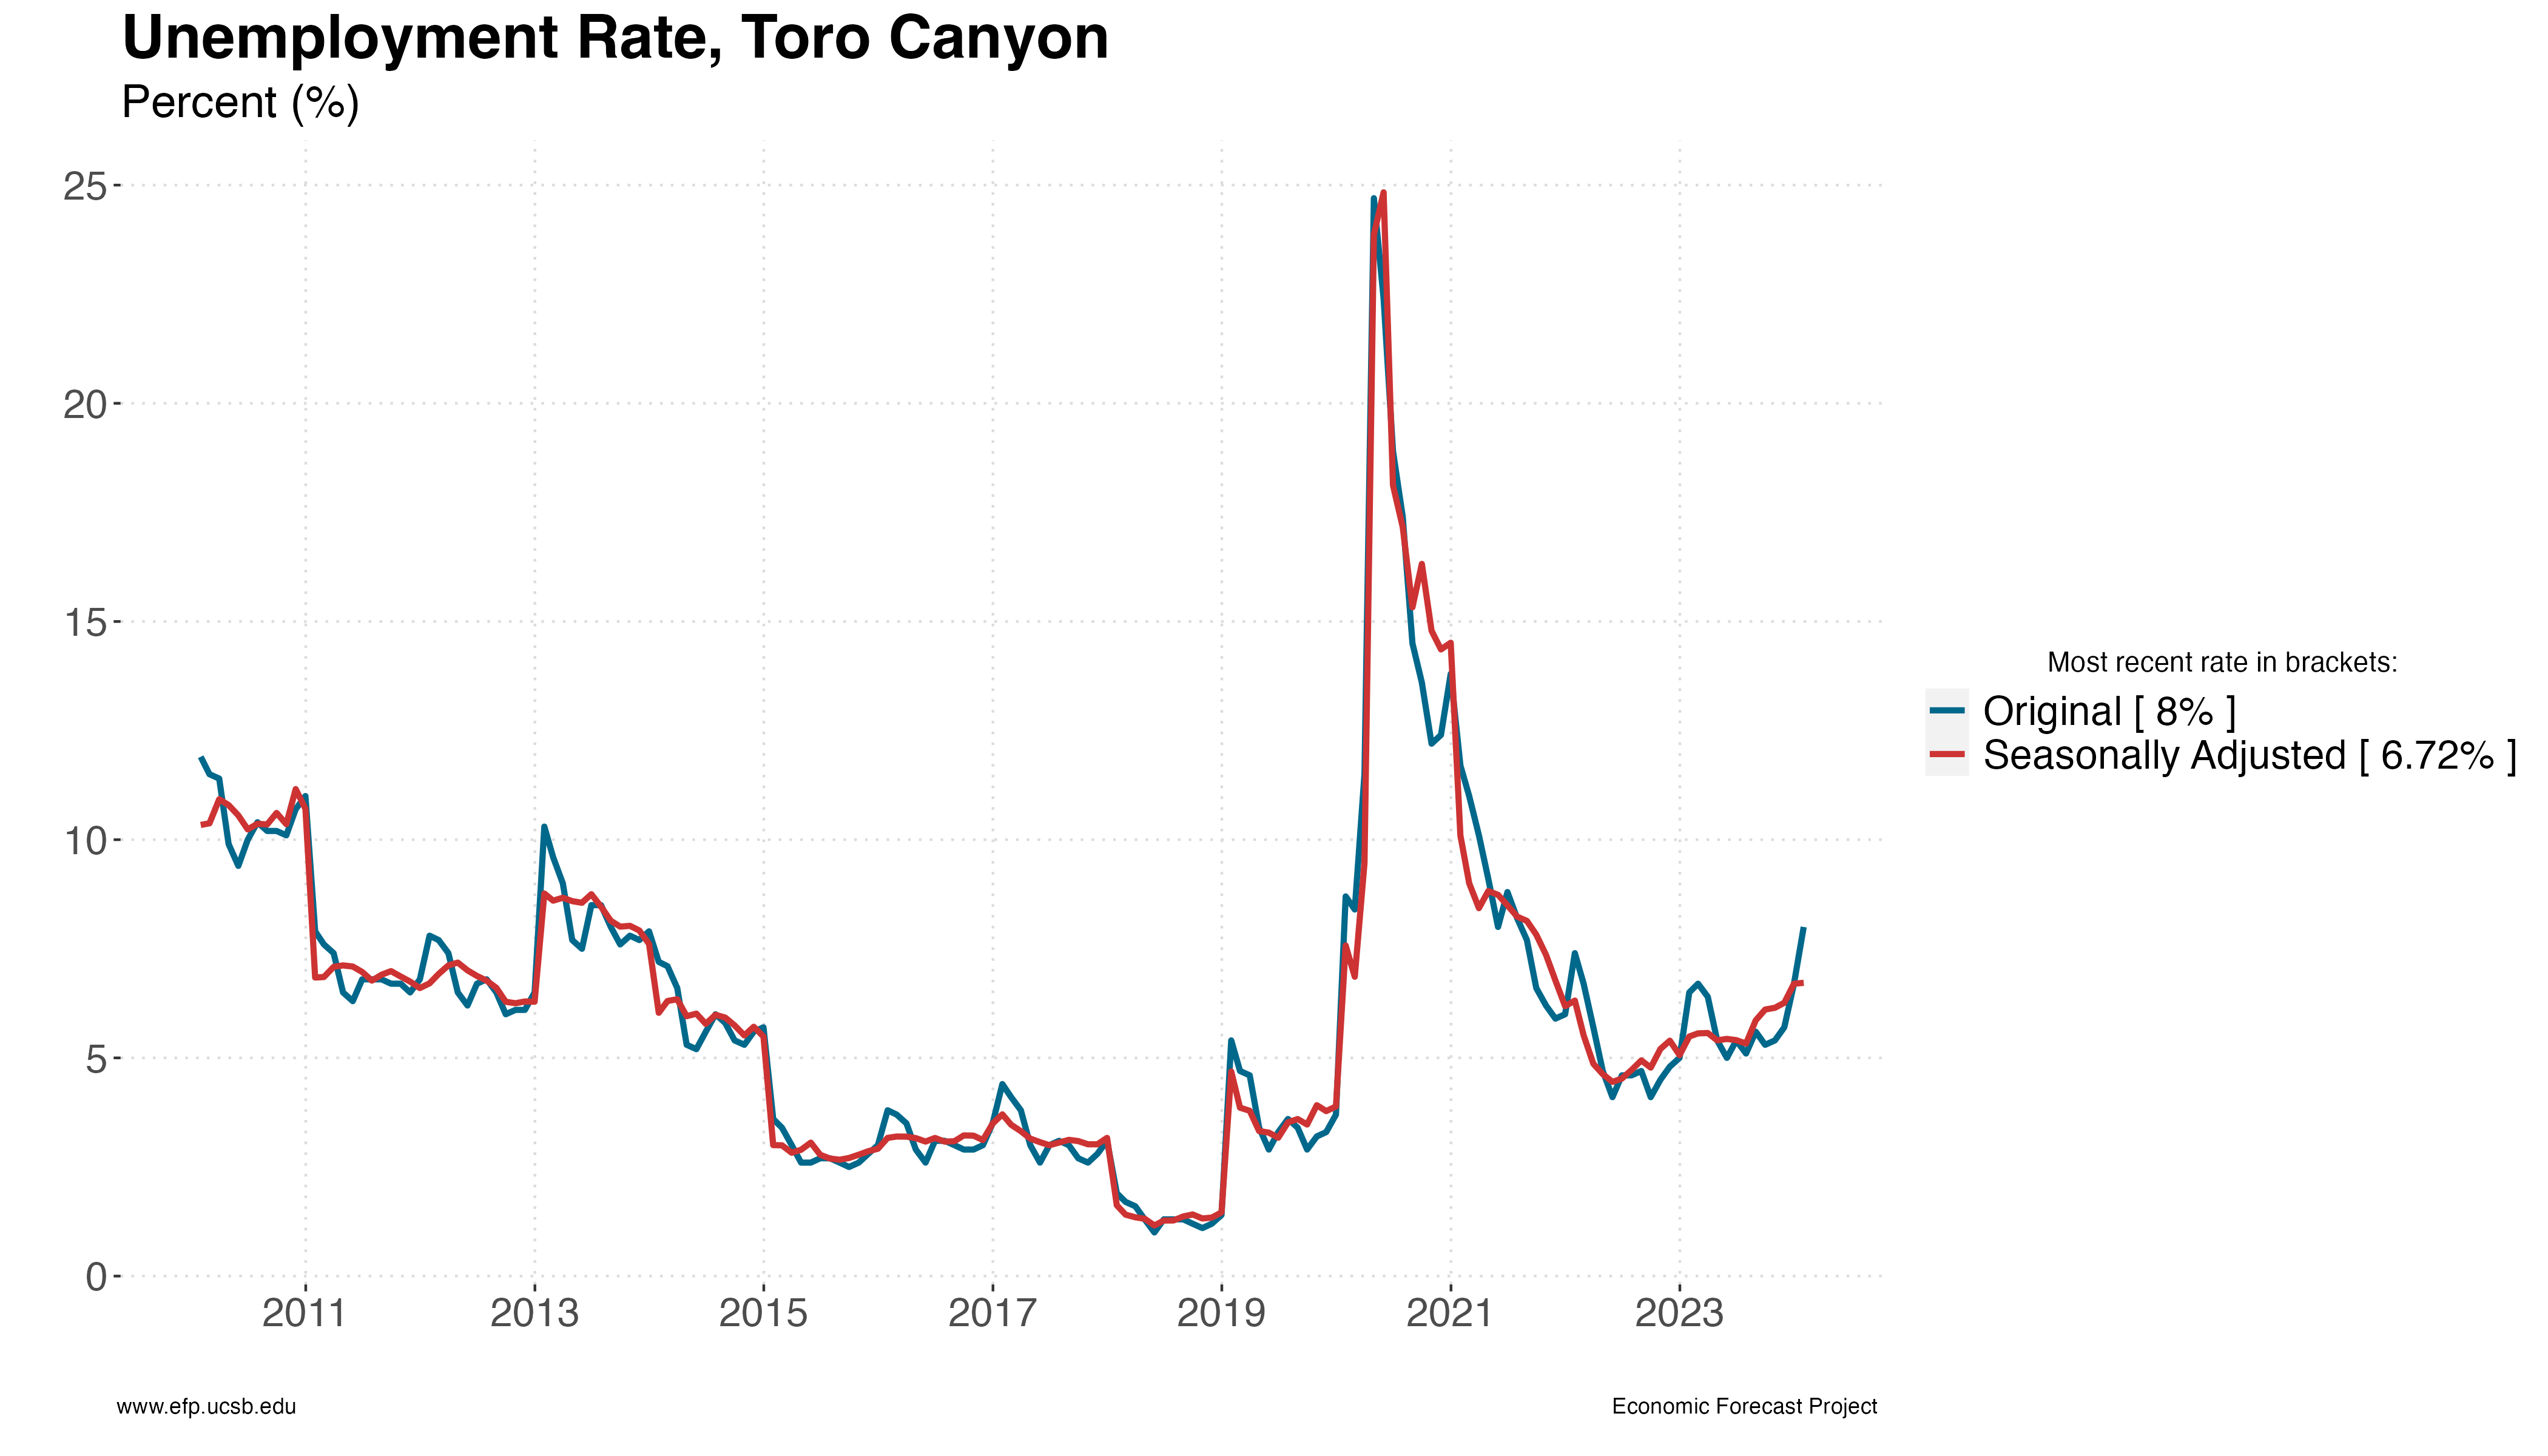 Unemployment Rate, Toro Canyon
Percent (%)
25
20
15
10
5
0
2011 2013 2015 2017 2019 2021 2023
Most recent rate in brackets:
Original [ 8% ]
Seasonally Adjusted [ 6.72% ]
www.efp.ucsb.edu
Economic Forecast Project